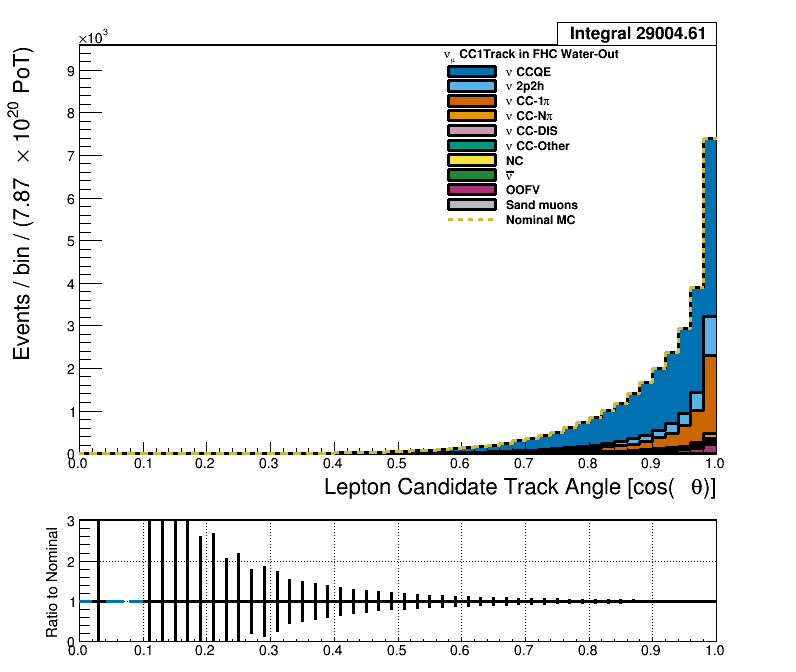 Integral 29004.61
×10³
ν_μ CC1Track in FHC Water-Out
ν CCQE
ν 2p2h
ν CC-1π
ν CC-Nπ
ν CC-DIS
ν CC-Other
NC
ν̅
OOFV
Sand muons
Nominal MC
Events / bin / (7.87 × 10²⁰ PoT)
9
8
7
6
5
4
3
2
1
0
0.0 0.1 0.2 0.3 0.4 0.5 0.6 0.7 0.8 0.9 1.0
Lepton Candidate Track Angle [cos( θ)]
Ratio to Nominal
3
2
1
0
0.0 0.1 0.2 0.3 0.4 0.5 0.6 0.7 0.8 0.9 1.0